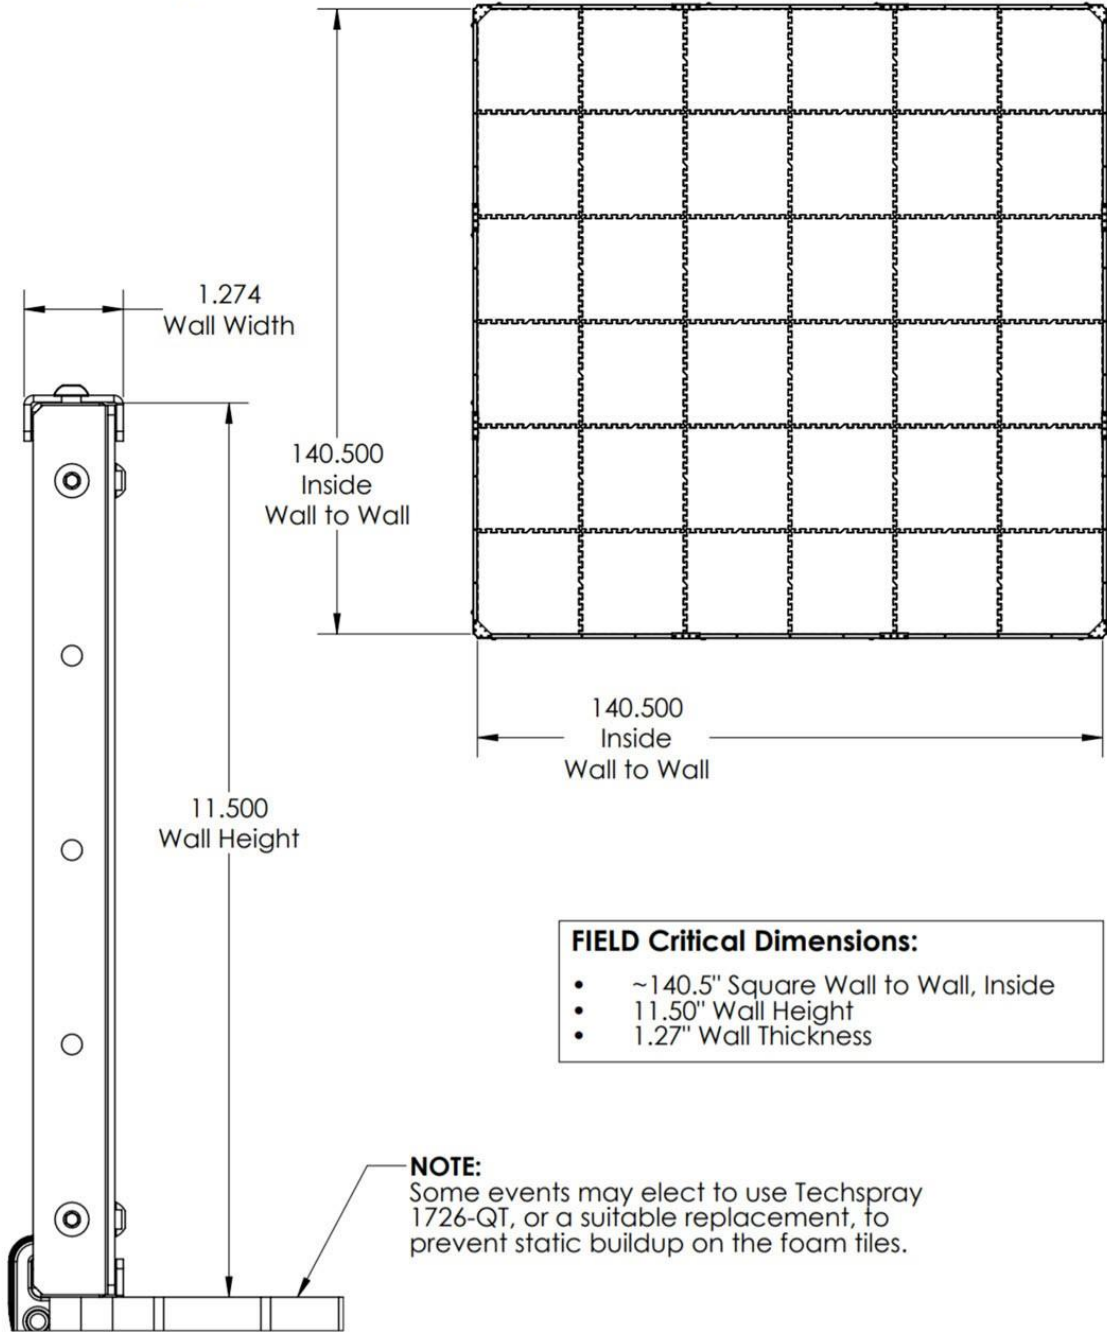 1.274
Wall Width
140.500
Inside
Wall to Wall
140.500
Inside
Wall to Wall
11.500
Wall Height
FIELD Critical Dimensions:
• ~140.5" Square Wall to Wall, Inside
• 11.50" Wall Height
• 1.27" Wall Thickness
NOTE:
Some events may elect to use Techspray
1726-QT, or a suitable replacement, to
prevent static buildup on the foam tiles.